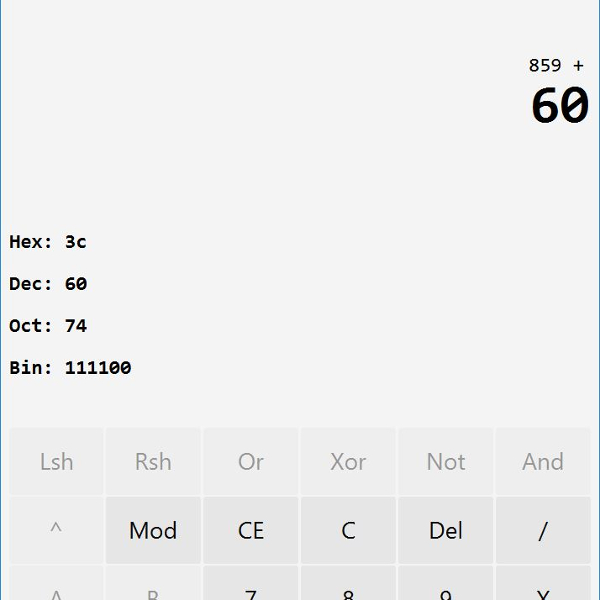 859 +
60
Hex: 3c
Dec: 60
Oct: 74
Bin: 111100
Lsh Rsh Or Xor Not And
^ Mod CE C Del /
A B 7 8 9 X